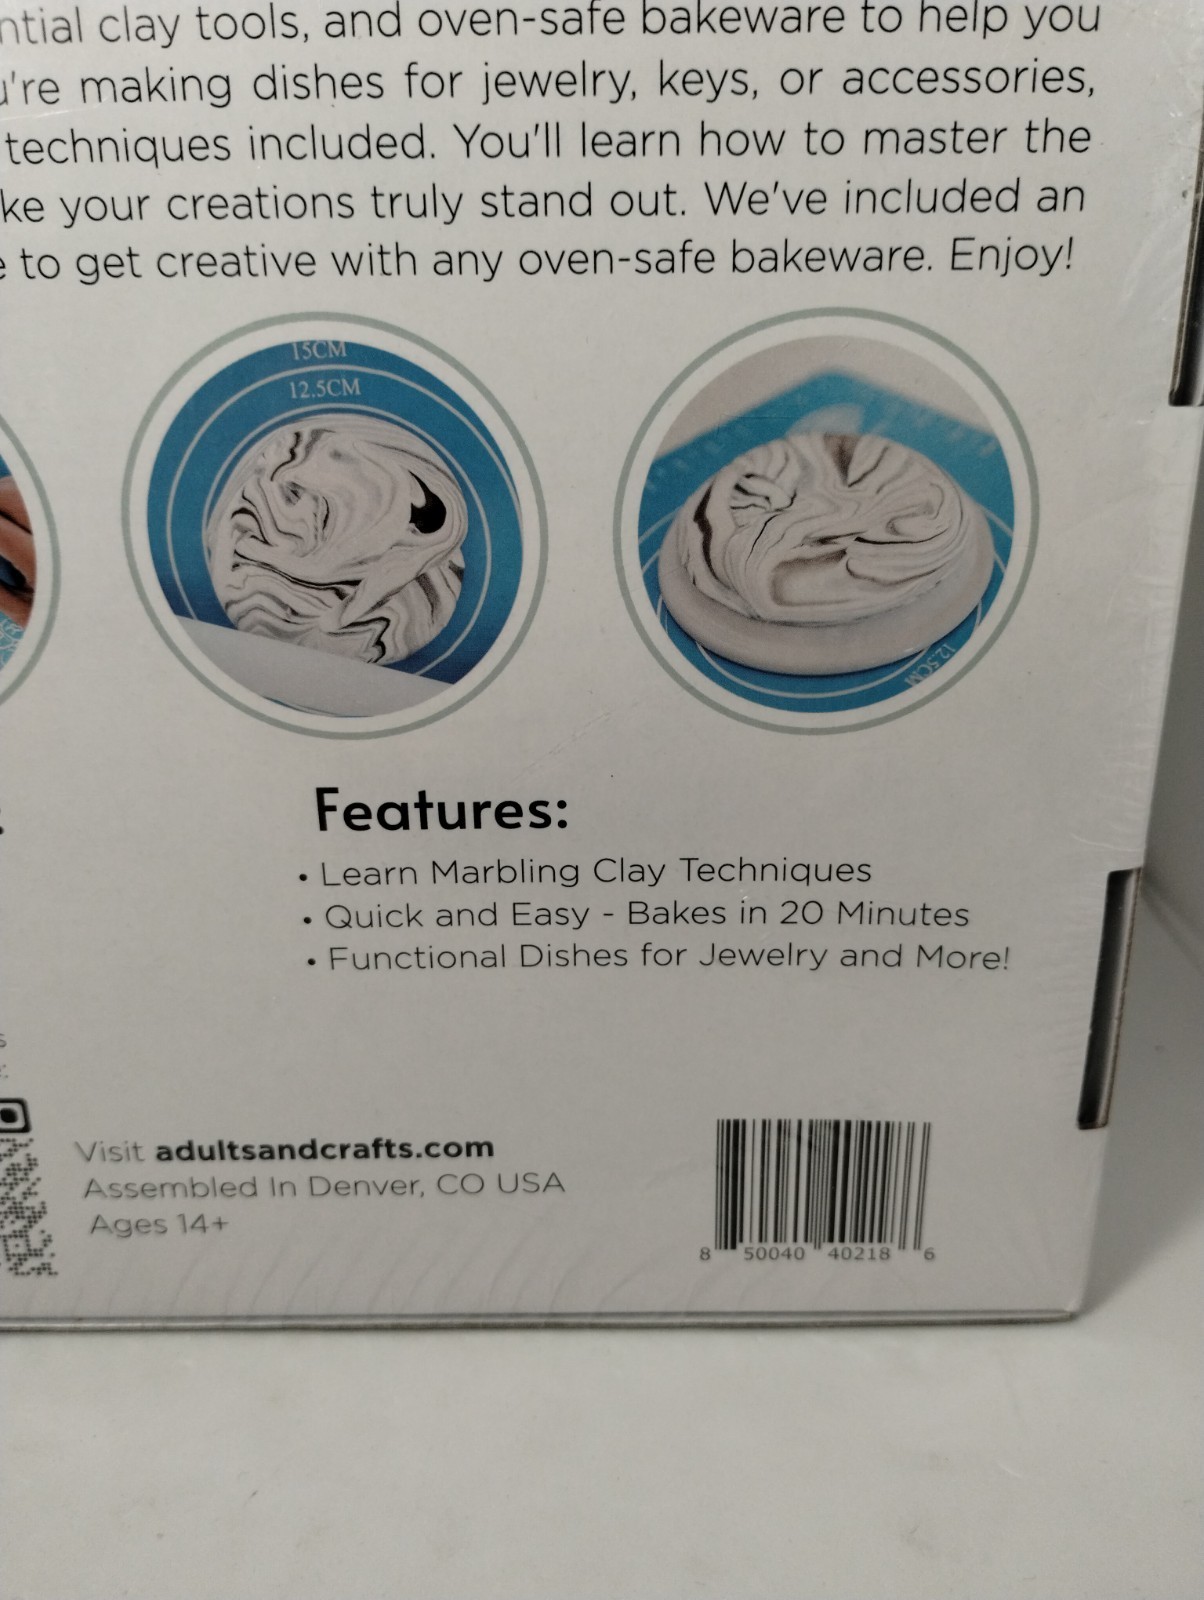 clay tools, and oven-safe bakeware to help you
making dishes for jewelry, keys, or accessories,
techniques included. You'll learn how to master the
your creations truly stand out. We've included an
to get creative with any oven-safe bakeware. Enjoy!
15CM
12.5CM
12.5CM
Features:
• Learn Marbling Clay Techniques
• Quick and Easy - Bakes in 20 Minutes
• Functional Dishes for Jewelry and More!
Visit adultsandcrafts.com
Assembled In Denver, CO USA
Ages 14+
8 50040 40218 6